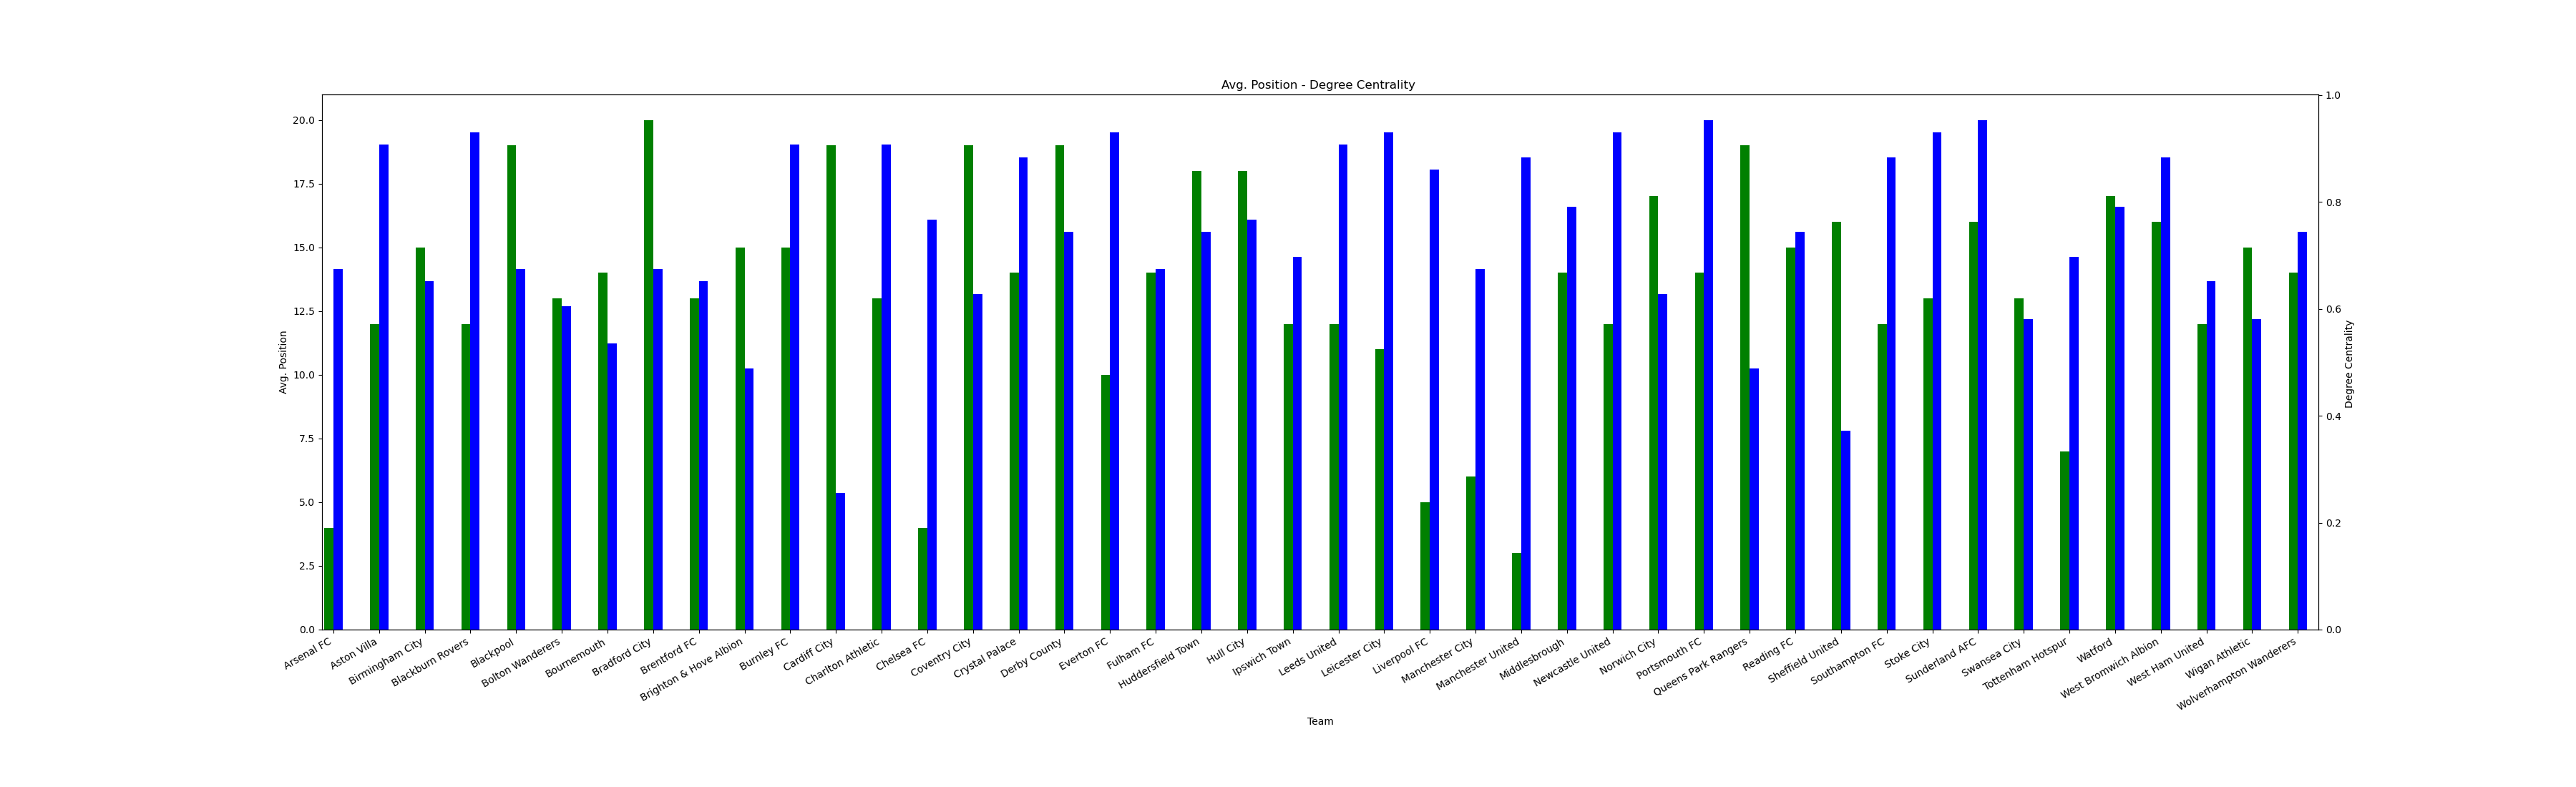 Avg. Position - Degree Centrality
Avg. Position
20.0
17.5
15.0
12.5
10.0
7.5
5.0
2.5
0.0
1.0
0.8
0.6
0.4
0.2
0.0
Degree Centrality
Arsenal FC
Aston Villa
Birmingham City
Blackburn Rovers
Blackpool
Bolton Wanderers
Bournemouth
Bradford City
Brentford FC
Brighton & Hove Albion
Burnley FC
Cardiff City
Charlton Athletic
Chelsea FC
Coventry City
Crystal Palace
Derby County
Everton FC
Fulham FC
Huddersfield Town
Hull City
Ipswich Town
Leeds United
Leicester City
Liverpool FC
Manchester City
Manchester United
Middlesbrough
Newcastle United
Norwich City
Portsmouth FC
Queens Park Rangers
Reading FC
Sheffield United
Southampton FC
Stoke City
Sunderland AFC
Swansea City
Tottenham Hotspur
Watford
West Bromwich Albion
West Ham United
Wigan Athletic
Wolverhampton Wanderers
Team